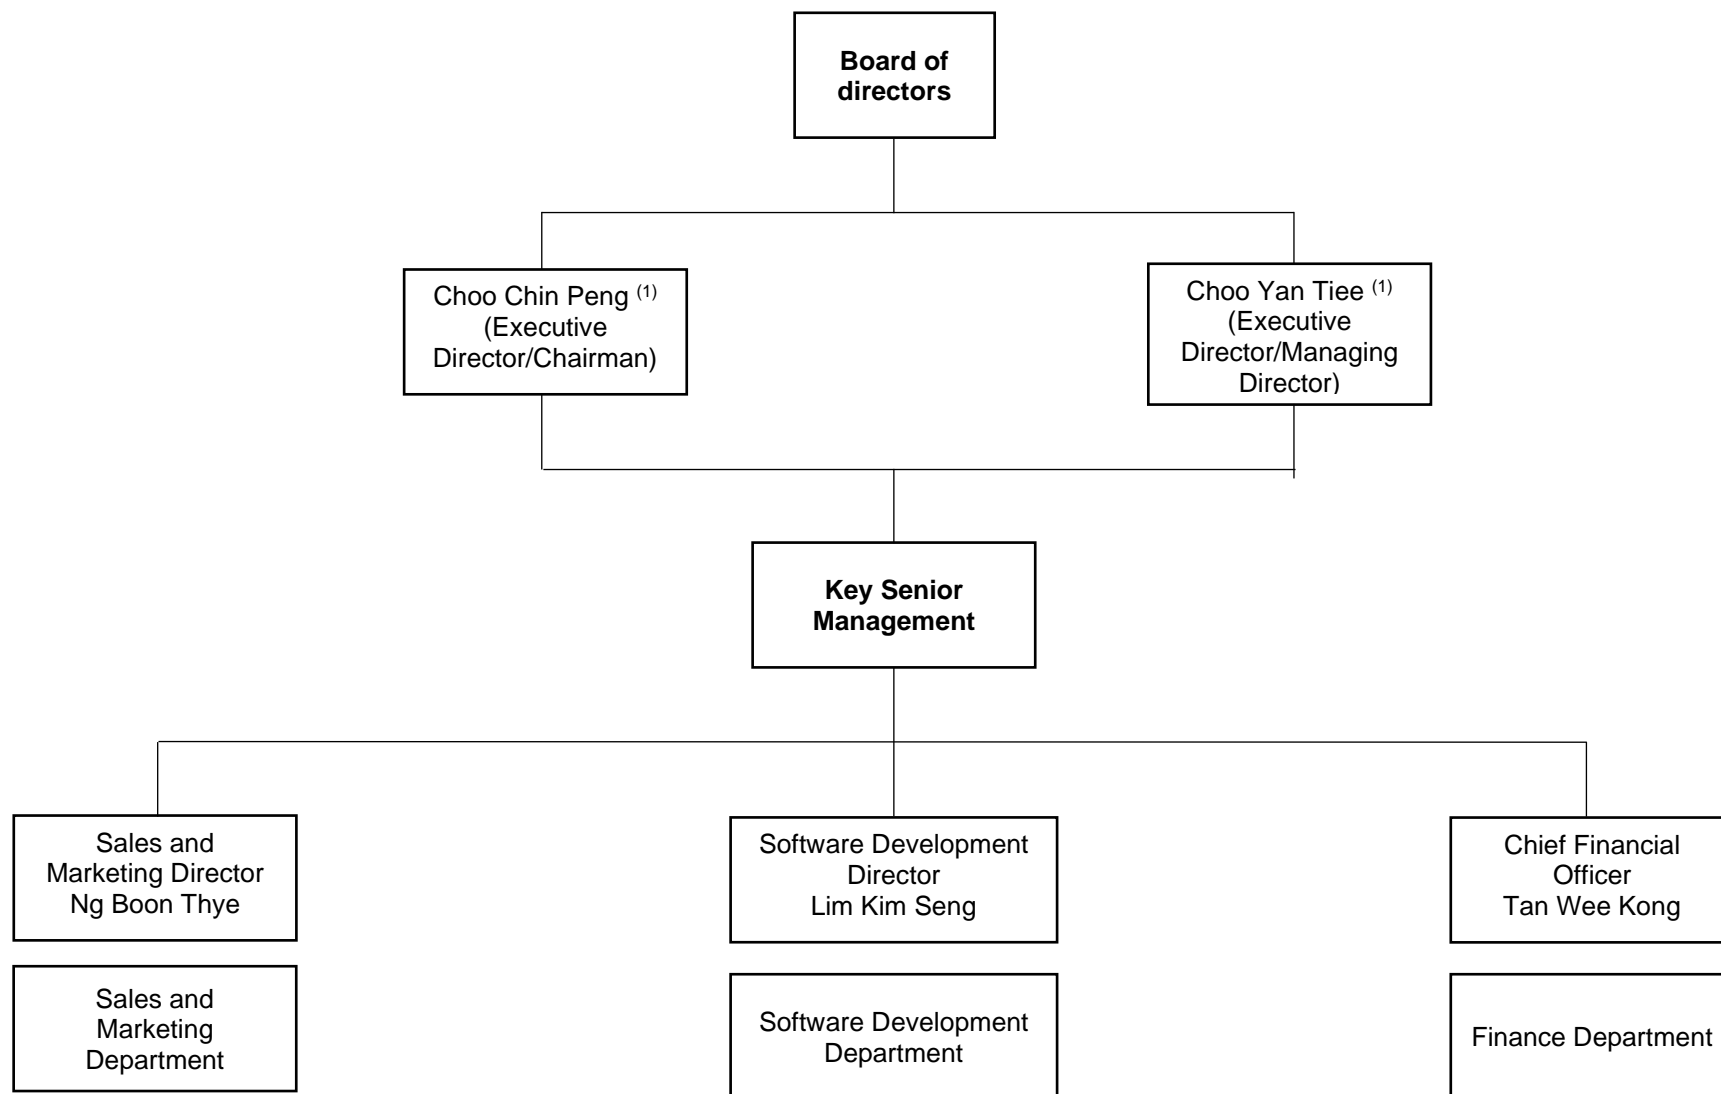 Board of
directors
Choo Chin Peng (1)
(Executive
Director/Chairman)
Choo Yan Tiee (1)
(Executive
Director/Managing
Director)
Key Senior
Management
Sales and
Marketing Director
Ng Boon Thye
Software Development
Director
Lim Kim Seng
Chief Financial
Officer
Tan Wee Kong
Sales and
Marketing
Department
Software Development
Department
Finance Department